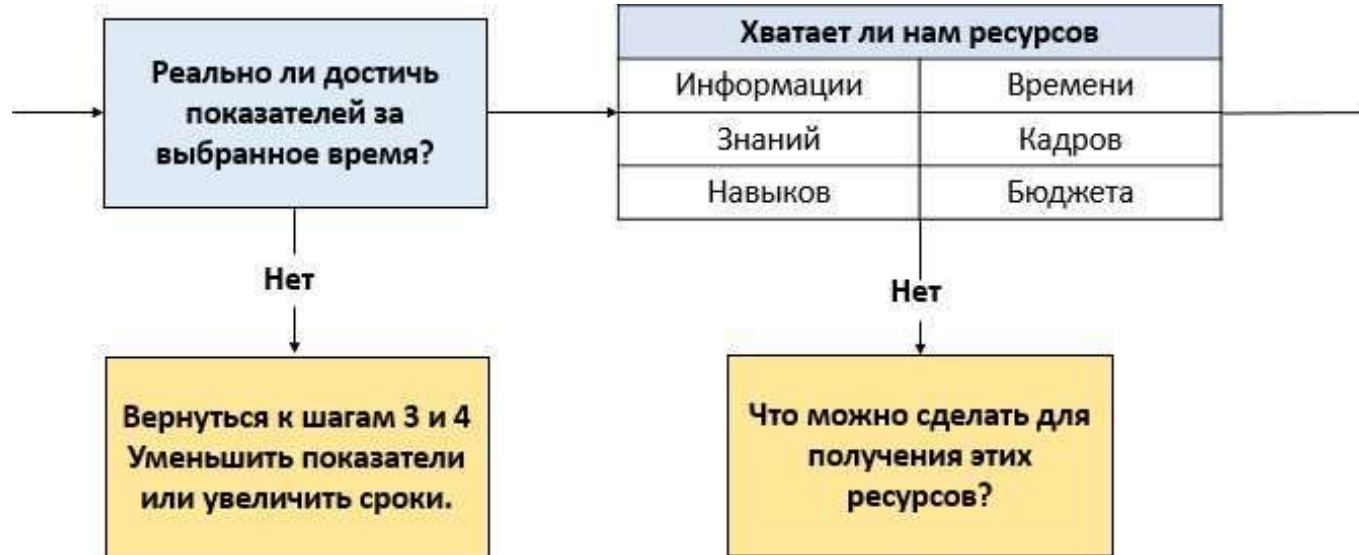 Реально ли достичь
показателей за
выбранное время?
Нет
Вернуться к шагам 3 и 4
Уменьшить показатели
или увеличить сроки.
Хватает ли нам ресурсов
Информации
Времени
Знаний
Кадров
Навыков
Бюджета
Нет
Что можно сделать для
получения этих
ресурсов?